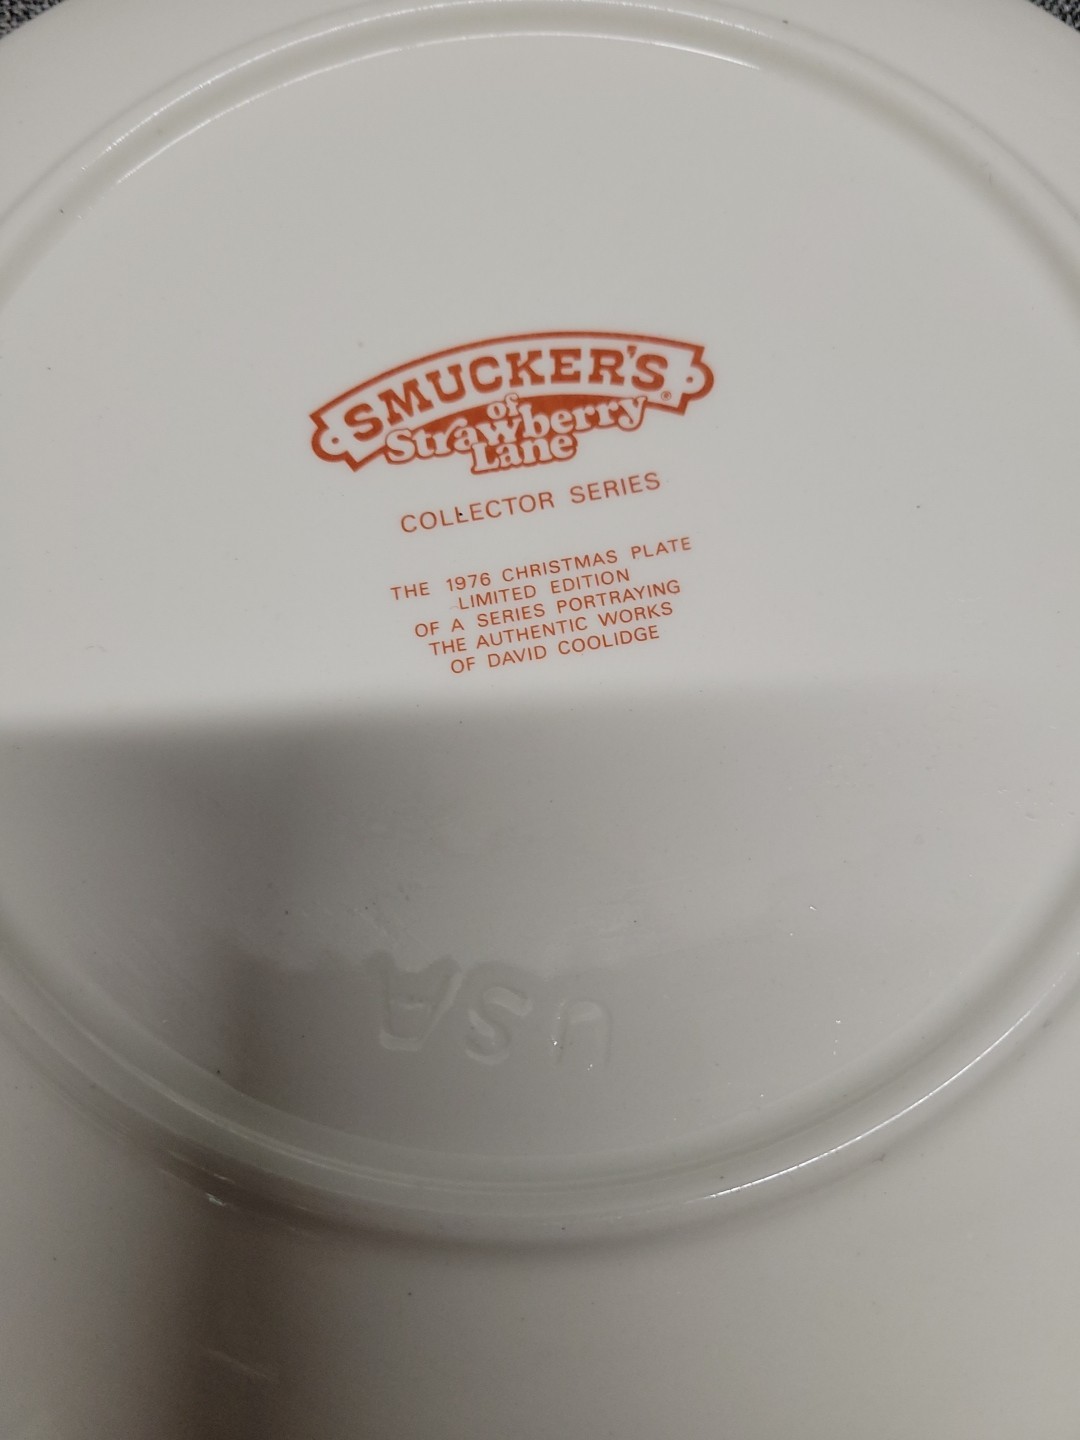 SMUCKER'S ®
of
Strawberry
Lane
COLLECTOR SERIES
THE 1976 CHRISTMAS PLATE
LIMITED EDITION
OF A SERIES PORTRAYING
THE AUTHENTIC WORKS
OF DAVID COOLIDGE
USA